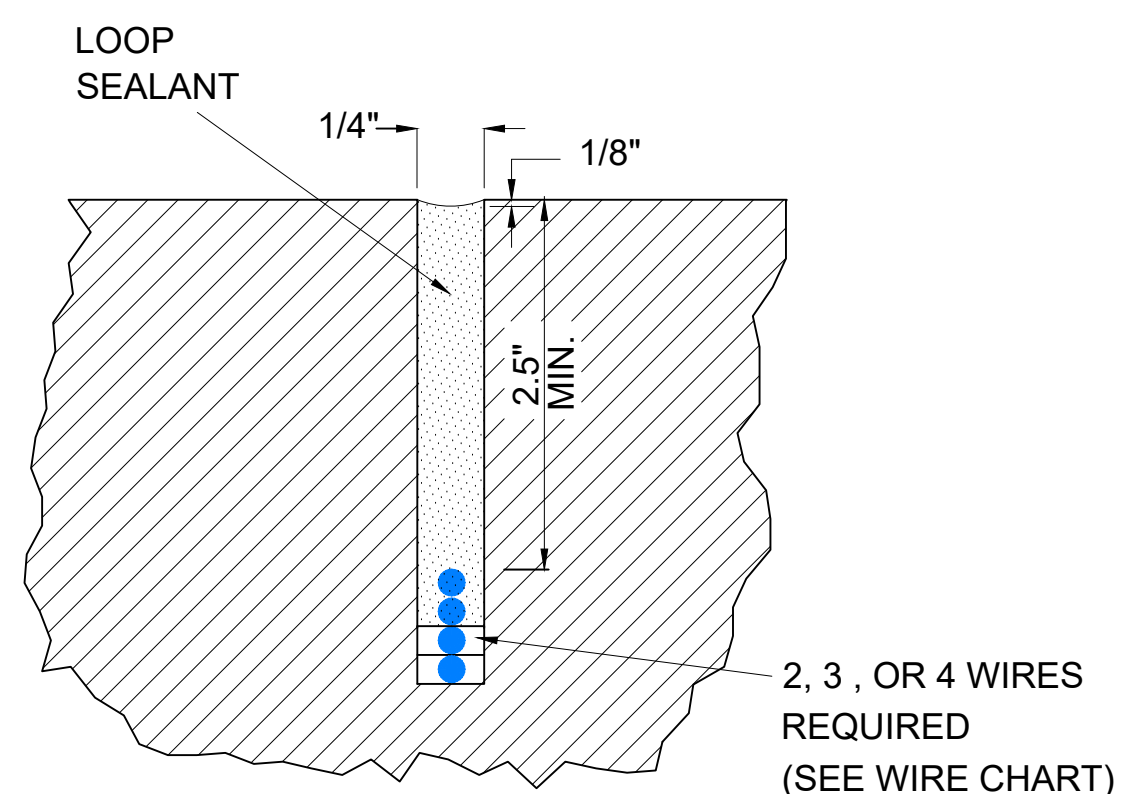 LOOP
SEALANT
1/4"
1/8"
2.5"
MIN.
2, 3 , OR 4 WIRES
REQUIRED
(SEE WIRE CHART)